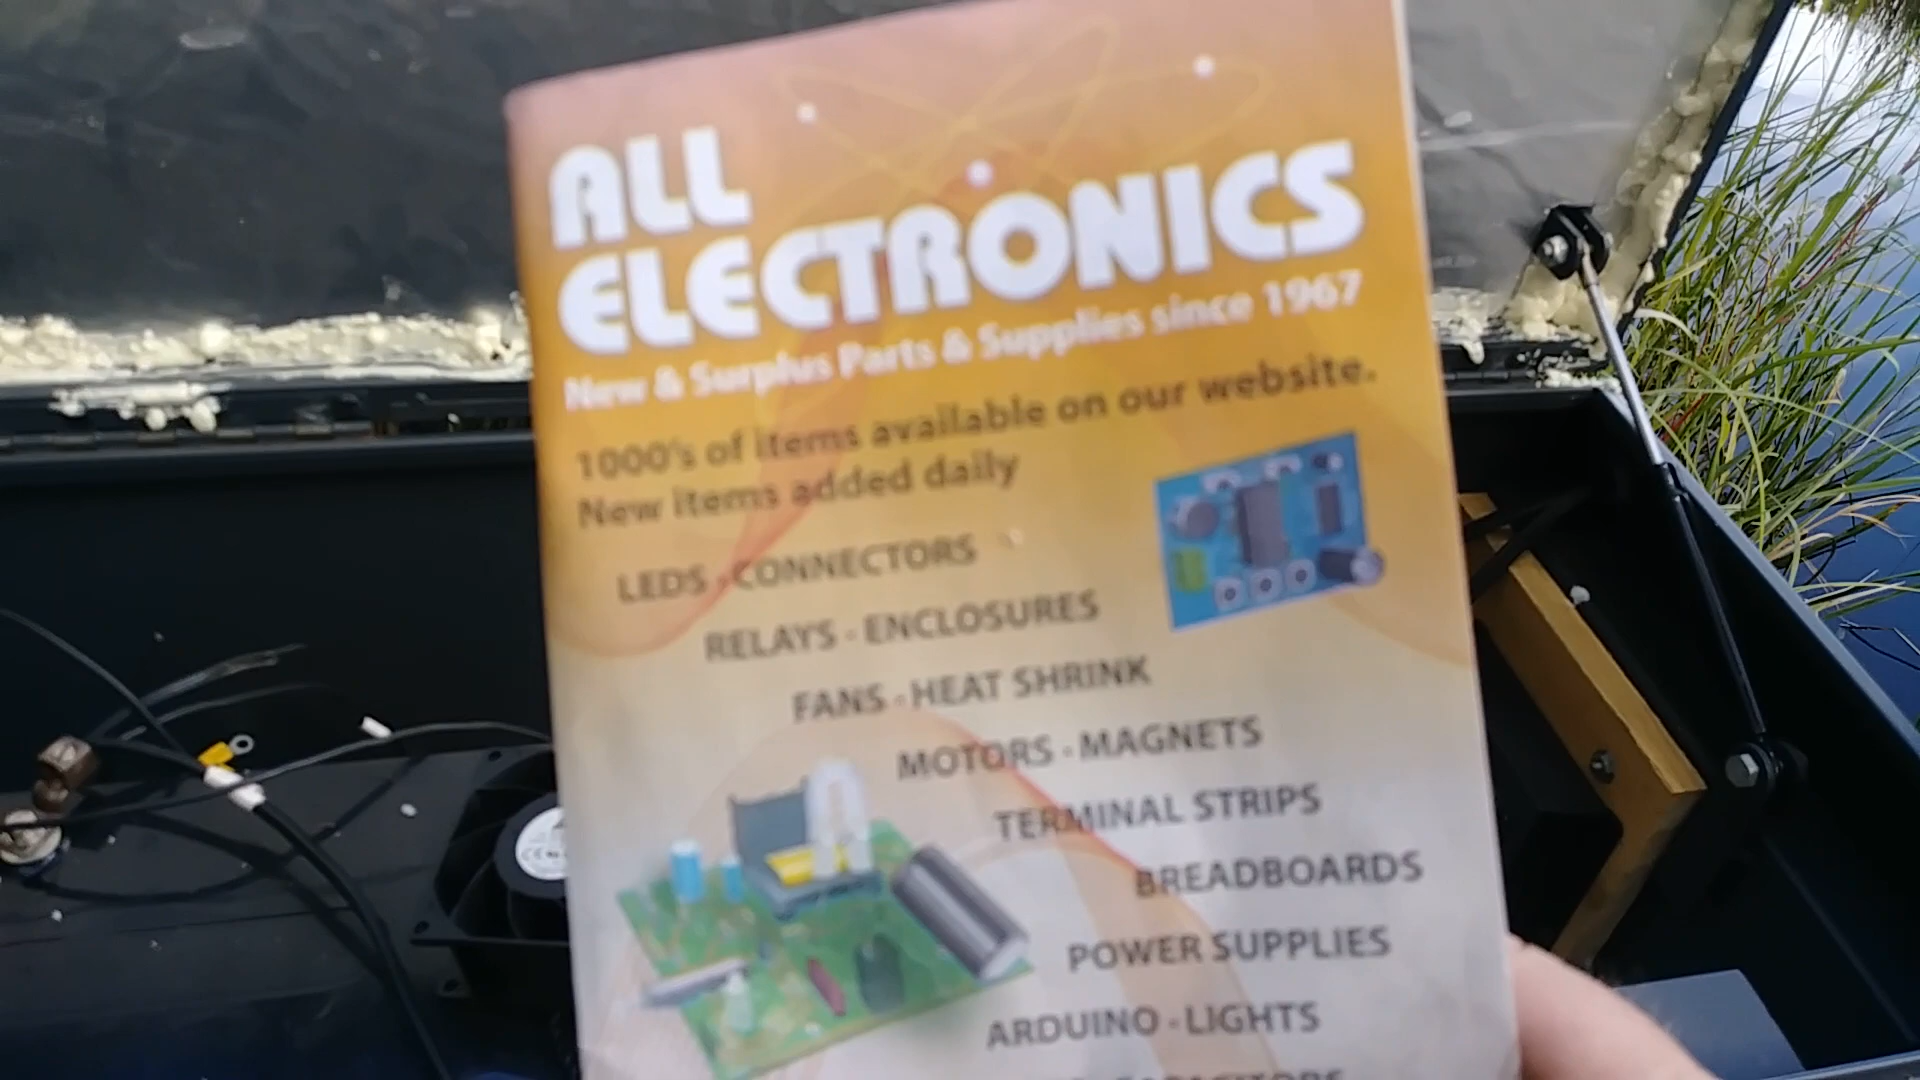 ALL
ELECTRONICS
New & Surplus Parts & Supplies since 1967
1000's of items available on our website.
New items added daily
LEDS - CONNECTORS
RELAYS - ENCLOSURES
FANS - HEAT SHRINK
MOTORS - MAGNETS
TERMINAL STRIPS
BREADBOARDS
POWER SUPPLIES
ARDUINO - LIGHTS